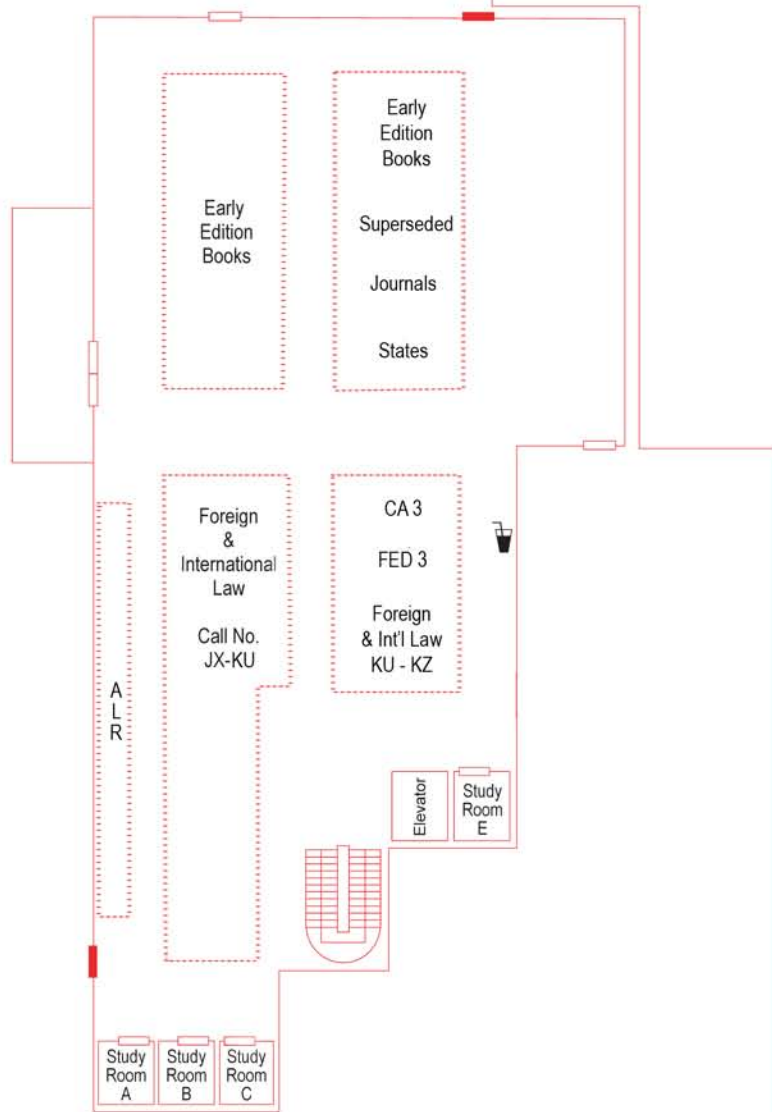 Early
Edition
Books
Early
Edition
Books
Superseded
Journals
States
Foreign
&
International
Law
Call No.
JX-KU
CA 3
FED 3
Foreign
& Int'l Law
KU - KZ
A
L
R
Elevator
Study
Room
E
Study
Room
A
Study
Room
B
Study
Room
C